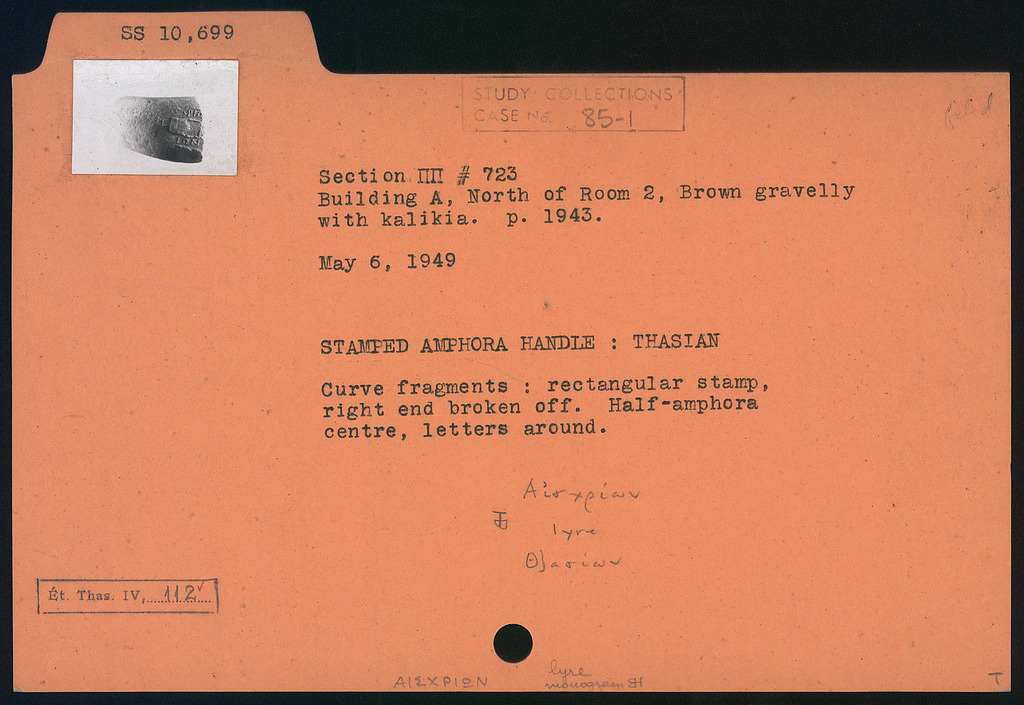 SS 10,699
STUDY COLLECTIONS
CASE No. 85-1
Section ΠΠ # 723
Building A, North of Room 2, Brown gravelly
with kalikia. p. 1943.
May 6, 1949
STAMPED AMPHORA HANDLE : THASIAN
Curve fragments : rectangular stamp,
right end broken off. Half-amphora
centre, letters around.
Αἰσχρίων
lyre
Θ]ασίων
Ét. Thas. IV, 112
ΑΙΣΧΡΙΩΝ
lyre
monogram
T